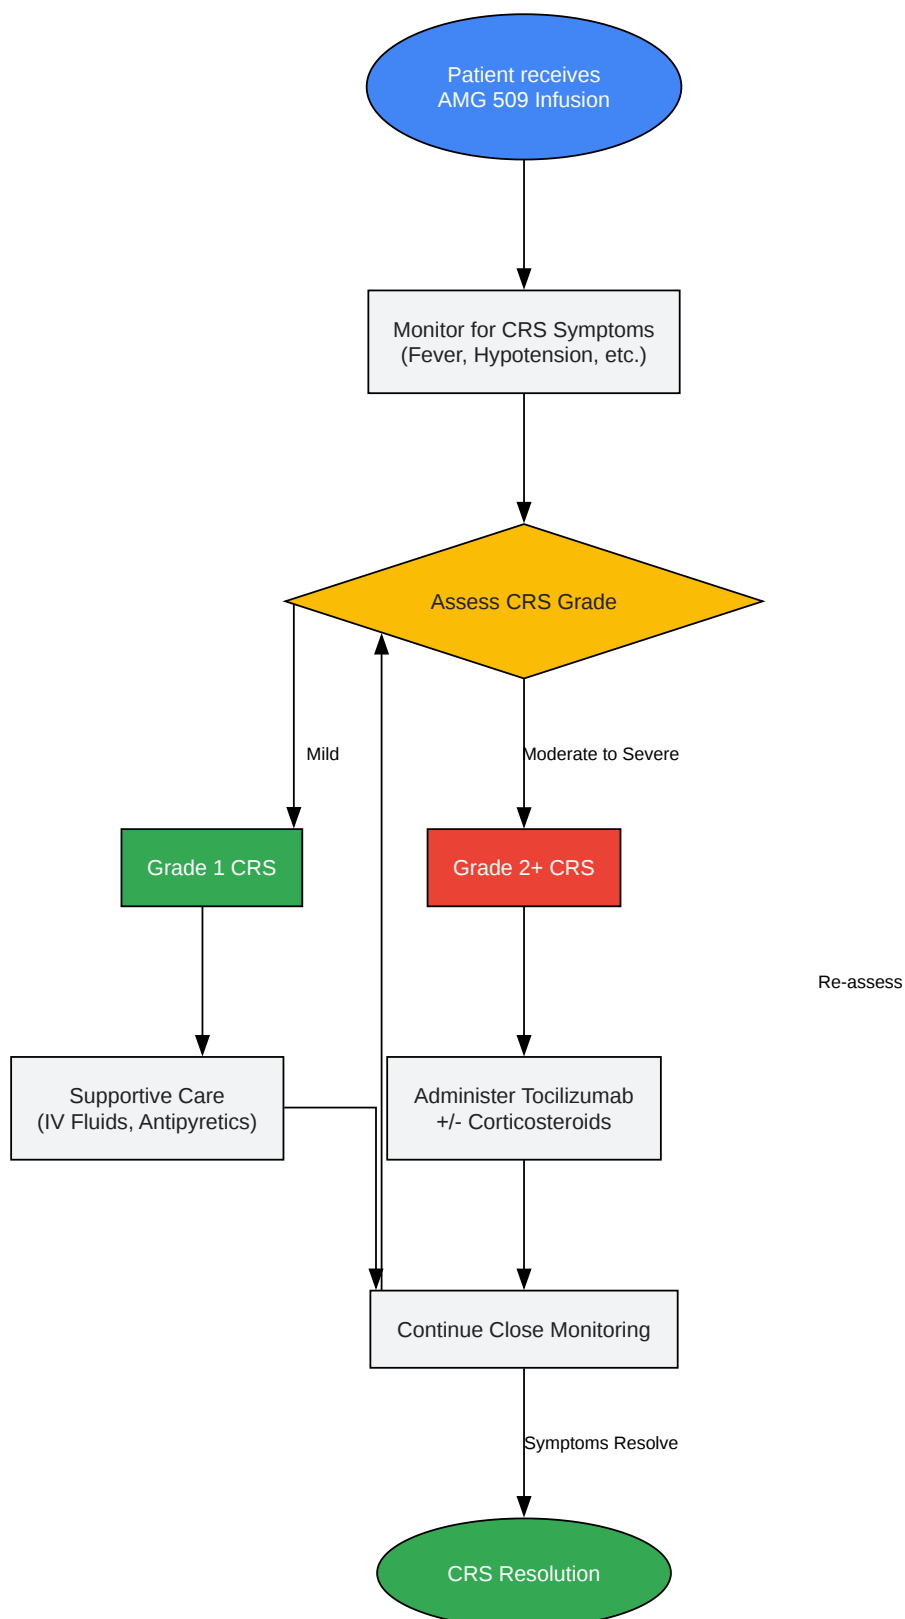 Patient receives
AMG 509 Infusion
Monitor for CRS Symptoms
(Fever, Hypotension, etc.)
Assess CRS Grade
Mild
Moderate to Severe
Grade 1 CRS
Grade 2+ CRS
Re-assess
Supportive Care
(IV Fluids, Antipyretics)
Administer Tocilizumab
+/- Corticosteroids
Continue Close Monitoring
Symptoms Resolve
CRS Resolution